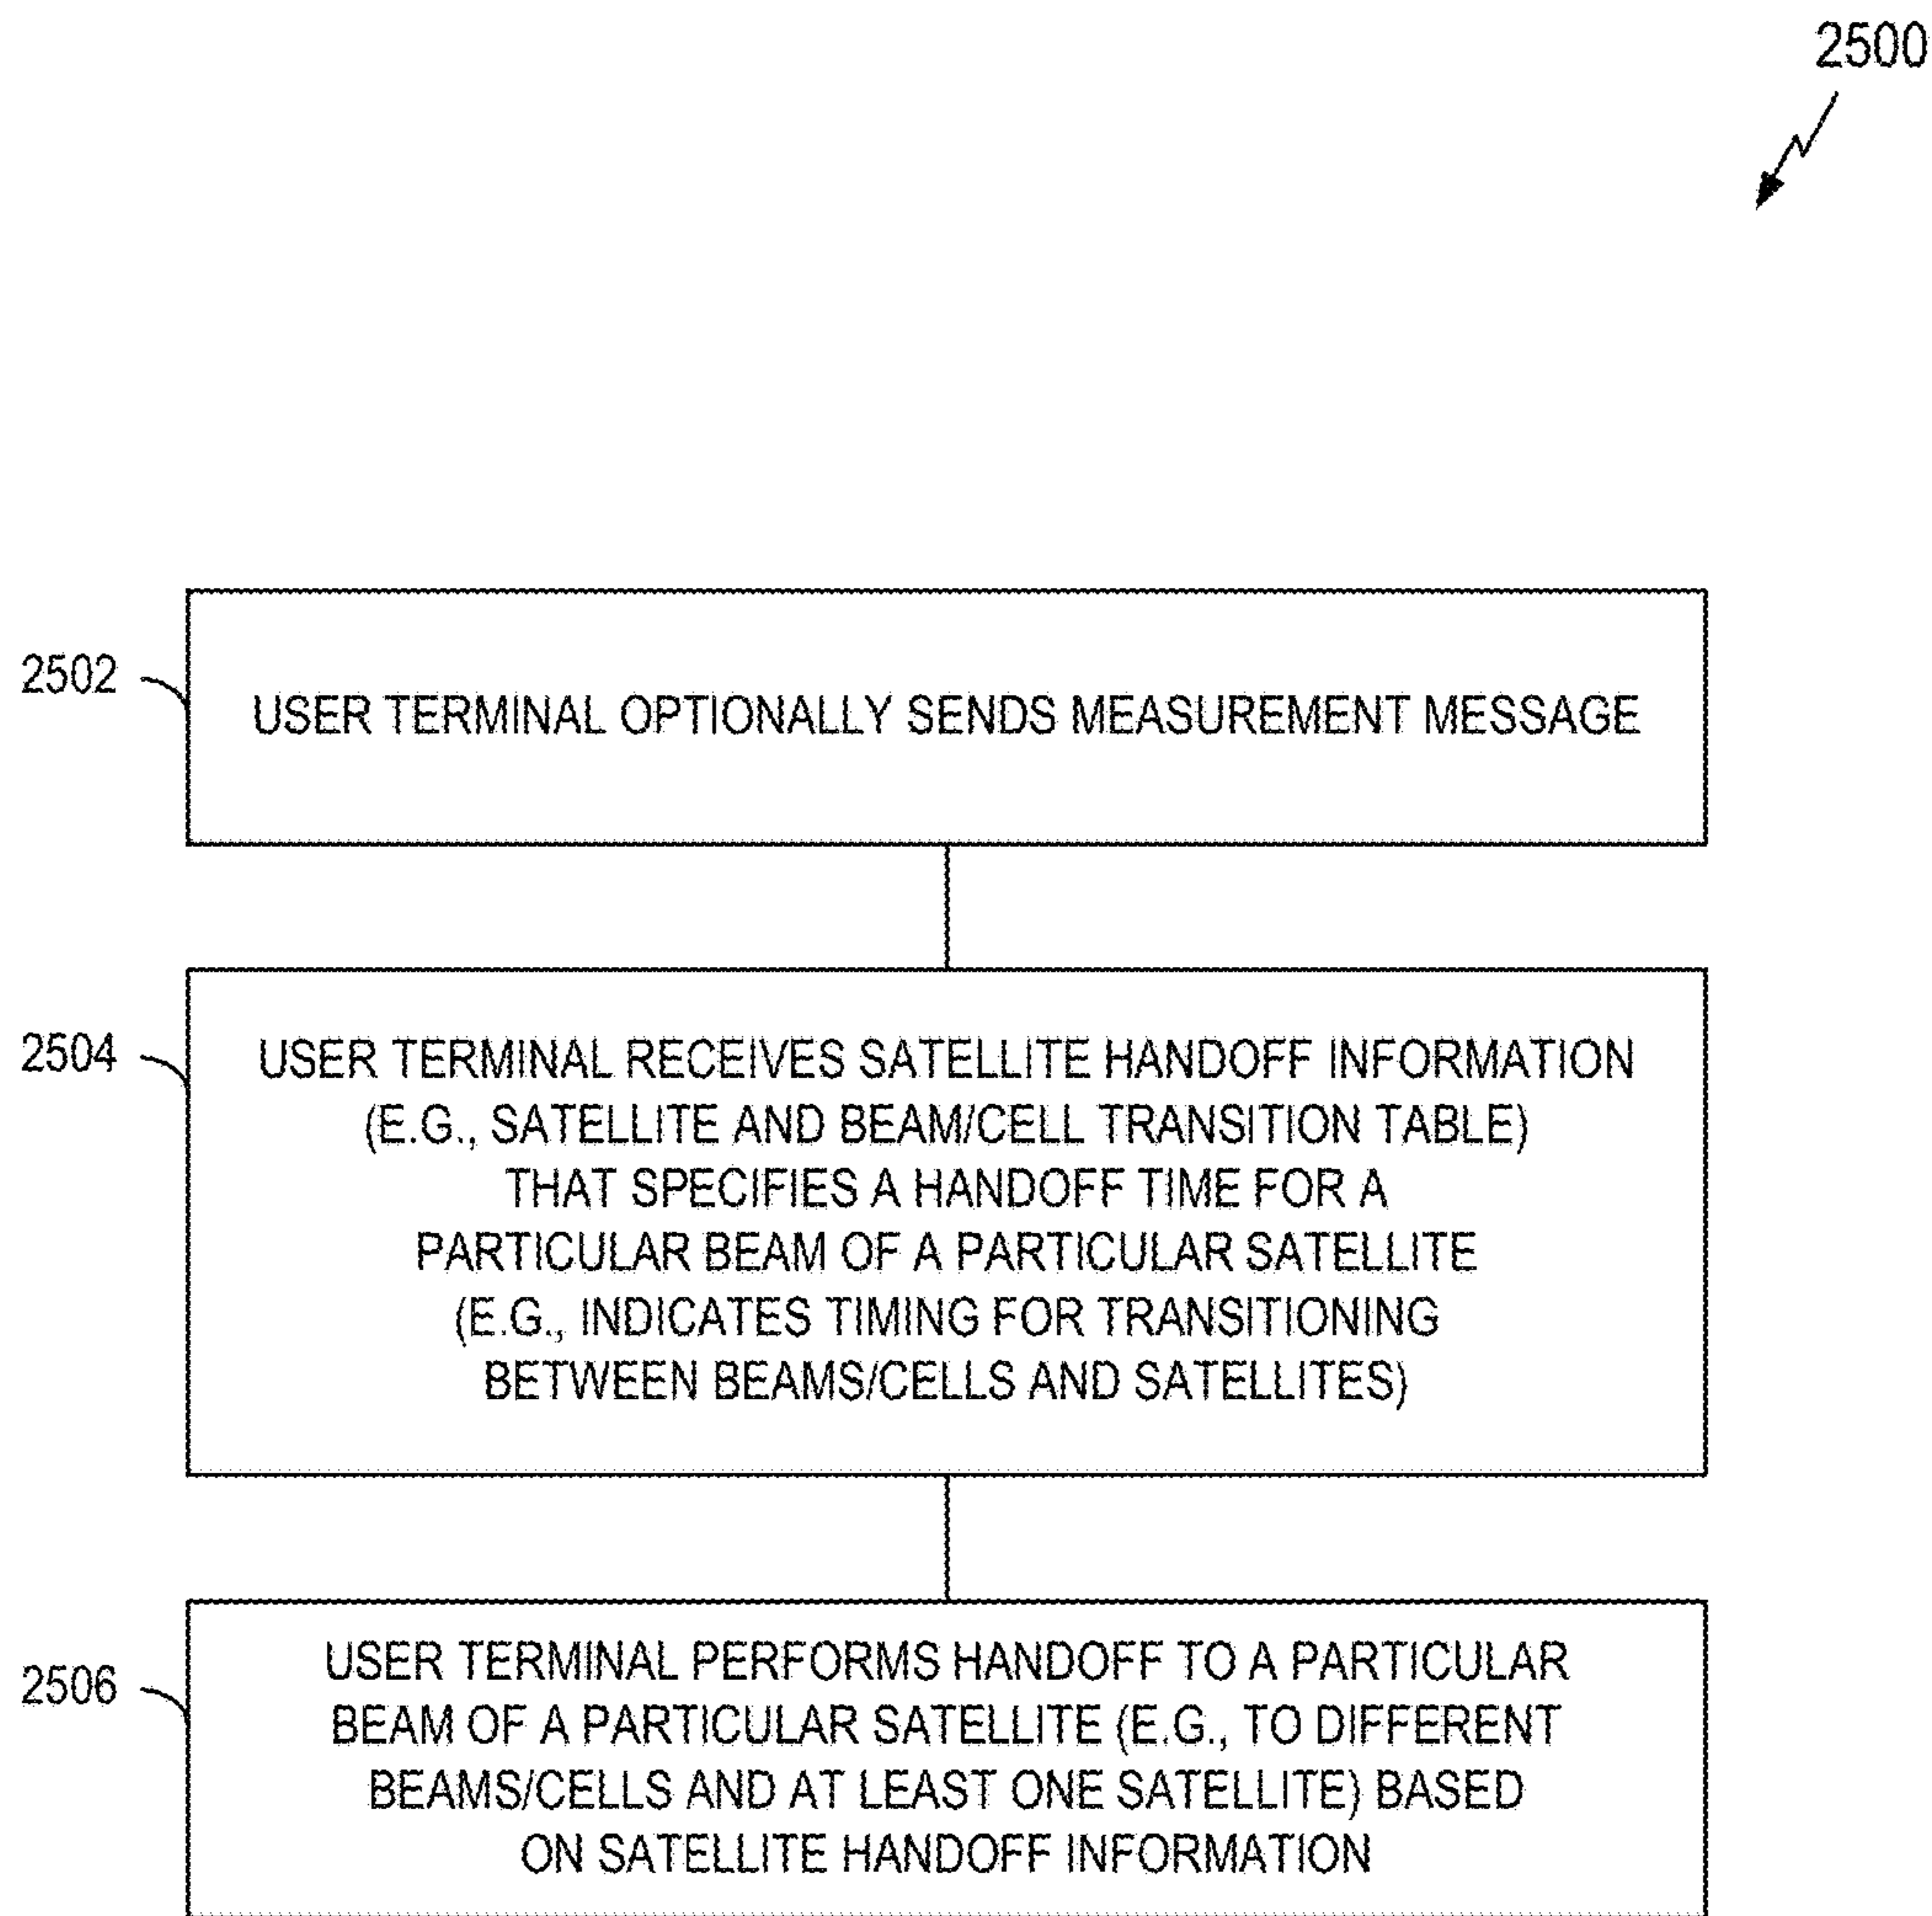 2500
2502
USER TERMINAL OPTIONALLY SENDS MEASUREMENT MESSAGE
2504
USER TERMINAL RECEIVES SATELLITE HANDOFF INFORMATION
(E.G., SATELLITE AND BEAM/CELL TRANSITION TABLE)
THAT SPECIFIES A HANDOFF TIME FOR A
PARTICULAR BEAM OF A PARTICULAR SATELLITE
(E.G., INDICATES TIMING FOR TRANSITIONING
BETWEEN BEAMS/CELLS AND SATELLITES)
2506
USER TERMINAL PERFORMS HANDOFF TO A PARTICULAR
BEAM OF A PARTICULAR SATELLITE (E.G., TO DIFFERENT
BEAMS/CELLS AND AT LEAST ONE SATELLITE) BASED
ON SATELLITE HANDOFF INFORMATION